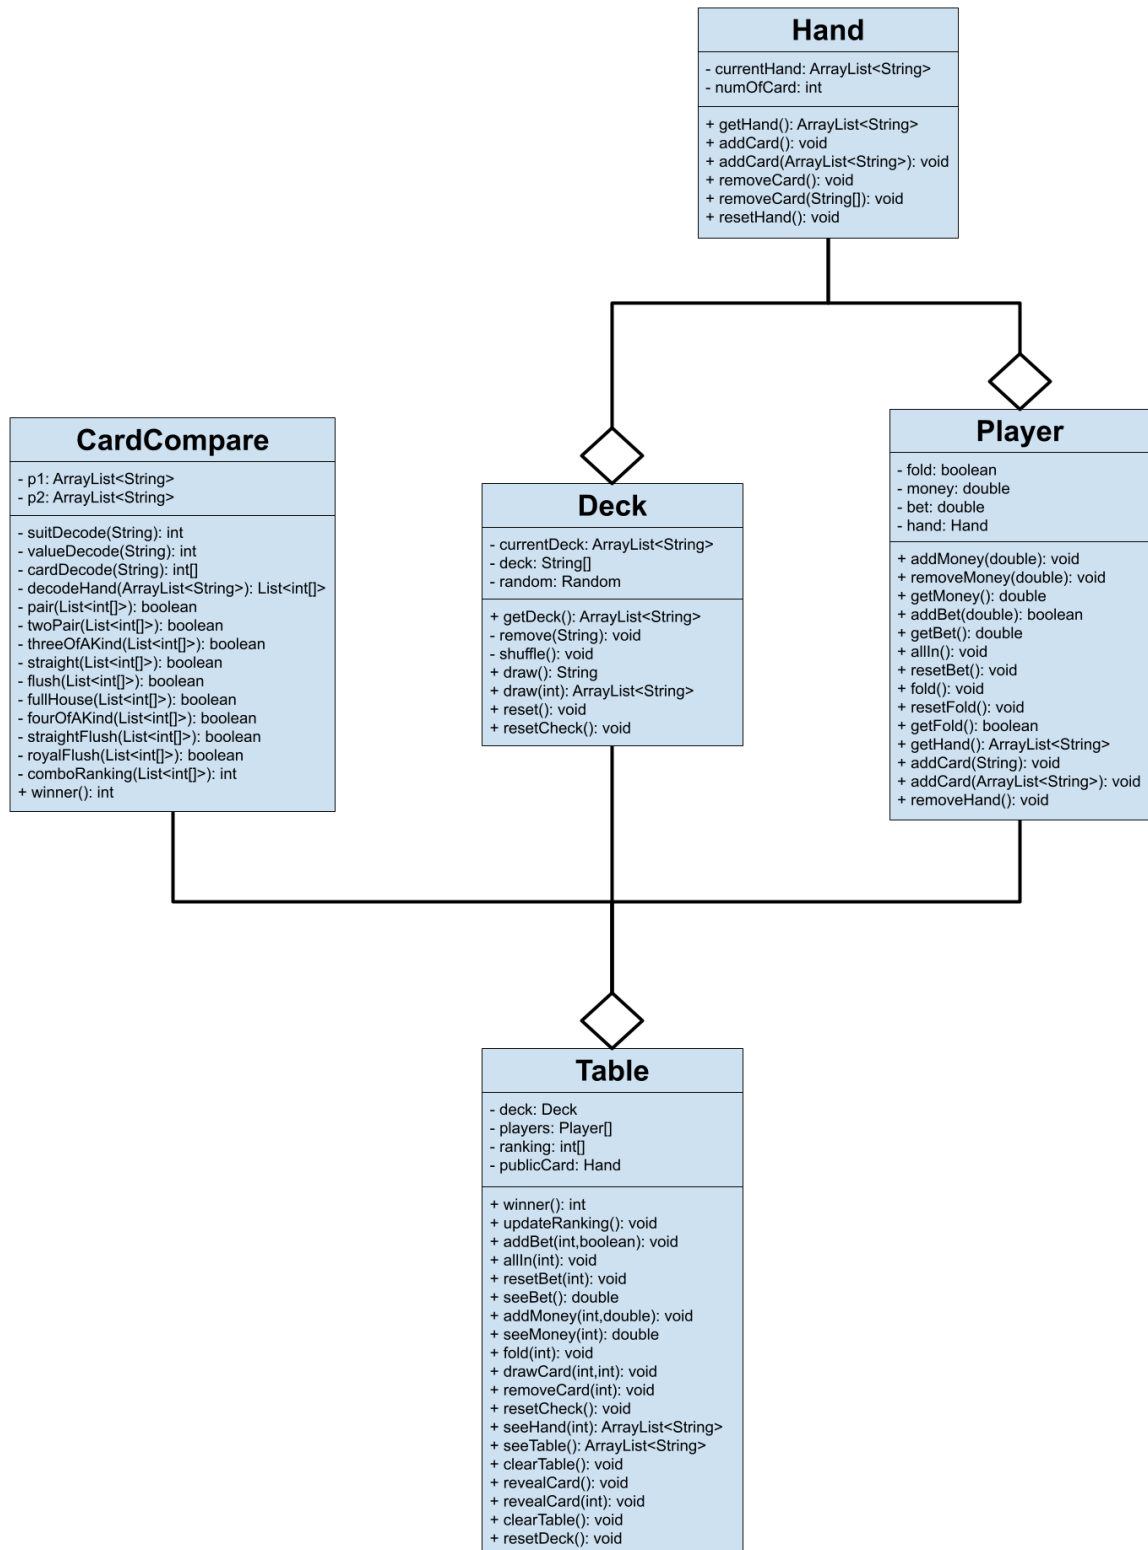 Hand
- currentHand: ArrayList<String>
- numOfCard: int
+ getHand(): ArrayList<String>
+ addCard(): void
+ addCard(ArrayList<String>): void
+ removeCard(): void
+ removeCard(String[]): void
+ resetHand(): void
CardCompare
- p1: ArrayList<String>
- p2: ArrayList<String>
- suitDecode(String): int
- valueDecode(String): int
- cardDecode(String): int[]
- decodeHand(ArrayList<String>): List<int[]>
- pair(List<int[]>): boolean
- twoPair(List<int[]>): boolean
- threeOfAKind(List<int[]>): boolean
- straight(List<int[]>): boolean
- flush(List<int[]>): boolean
- fullHouse(List<int[]>): boolean
- fourOfAKind(List<int[]>): boolean
- straightFlush(List<int[]>): boolean
- royalFlush(List<int[]>): boolean
- comboRanking(List<int[]>): int
+ winner(): int
Deck
- currentDeck: ArrayList<String>
- deck: String[]
- random: Random
+ getDeck(): ArrayList<String>
- remove(String): void
- shuffle(): void
+ draw(): String
+ draw(int): ArrayList<String>
+ reset(): void
+ resetCheck(): void
Player
- fold: boolean
- money: double
- bet: double
- hand: Hand
+ addMoney(double): void
+ removeMoney(double): void
+ getMoney(): double
+ addBet(double): boolean
+ getBet(): double
+ allIn(): void
+ resetBet(): void
+ fold(): void
+ resetFold(): void
+ getFold(): boolean
+ getHand(): ArrayList<String>
+ addCard(String): void
+ addCard(ArrayList<String>): void
+ removeHand(): void
Table
- deck: Deck
- players: Player[]
- ranking: int[]
- publicCard: Hand
+ winner(): int
+ updateRanking(): void
+ addBet(int,boolean): void
+ allIn(int): void
+ resetBet(int): void
+ seeBet(): double
+ addMoney(int,double): void
+ seeMoney(int): double
+ fold(int): void
+ drawCard(int,int): void
+ removeCard(int): void
+ resetCheck(): void
+ seeHand(int): ArrayList<String>
+ seeTable(): ArrayList<String>
+ clearTable(): void
+ revealCard(): void
+ revealCard(int): void
+ clearTable(): void
+ resetDeck(): void